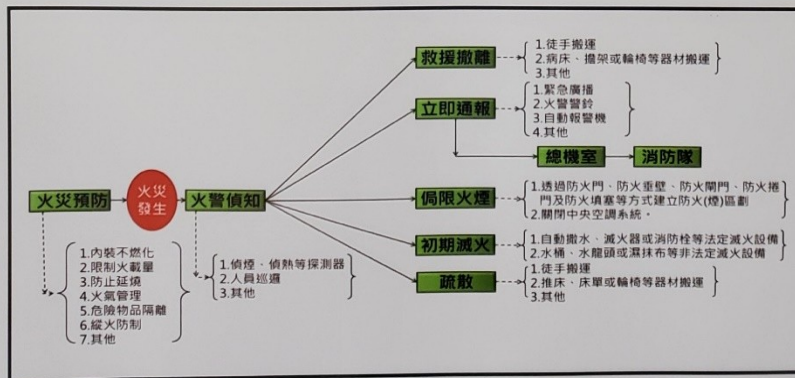 救援撤離
1.徒手搬運
2.病床、擔架或輪椅等器材搬運
3.其他
立即通報
1.緊急廣播
2.火警警鈴
3.自動報警機
4.其他
總機室
消防隊
火災預防
火災
發生
火警偵知
侷限火煙
1.透過防火門、防火垂壁、防火閘門、防火捲
門及防火填塞等方式建立防火(煙)區劃
2.關閉中央空調系統。
初期滅火
1.自動撒水、滅火器或消防栓等法定滅火設備
2.水桶、水龍頭或濕抹布等非法定滅火設備
疏散
1.徒手搬運
2.推床、床單或輪椅等器材搬運
3.其他
1.內裝不燃化
2.限制火載量
3.防止延燒
4.火氣管理
5.危險物品隔離
6.縱火防制
7.其他
1.偵煙、偵熱等探測器
2.人員巡邏
3.其他